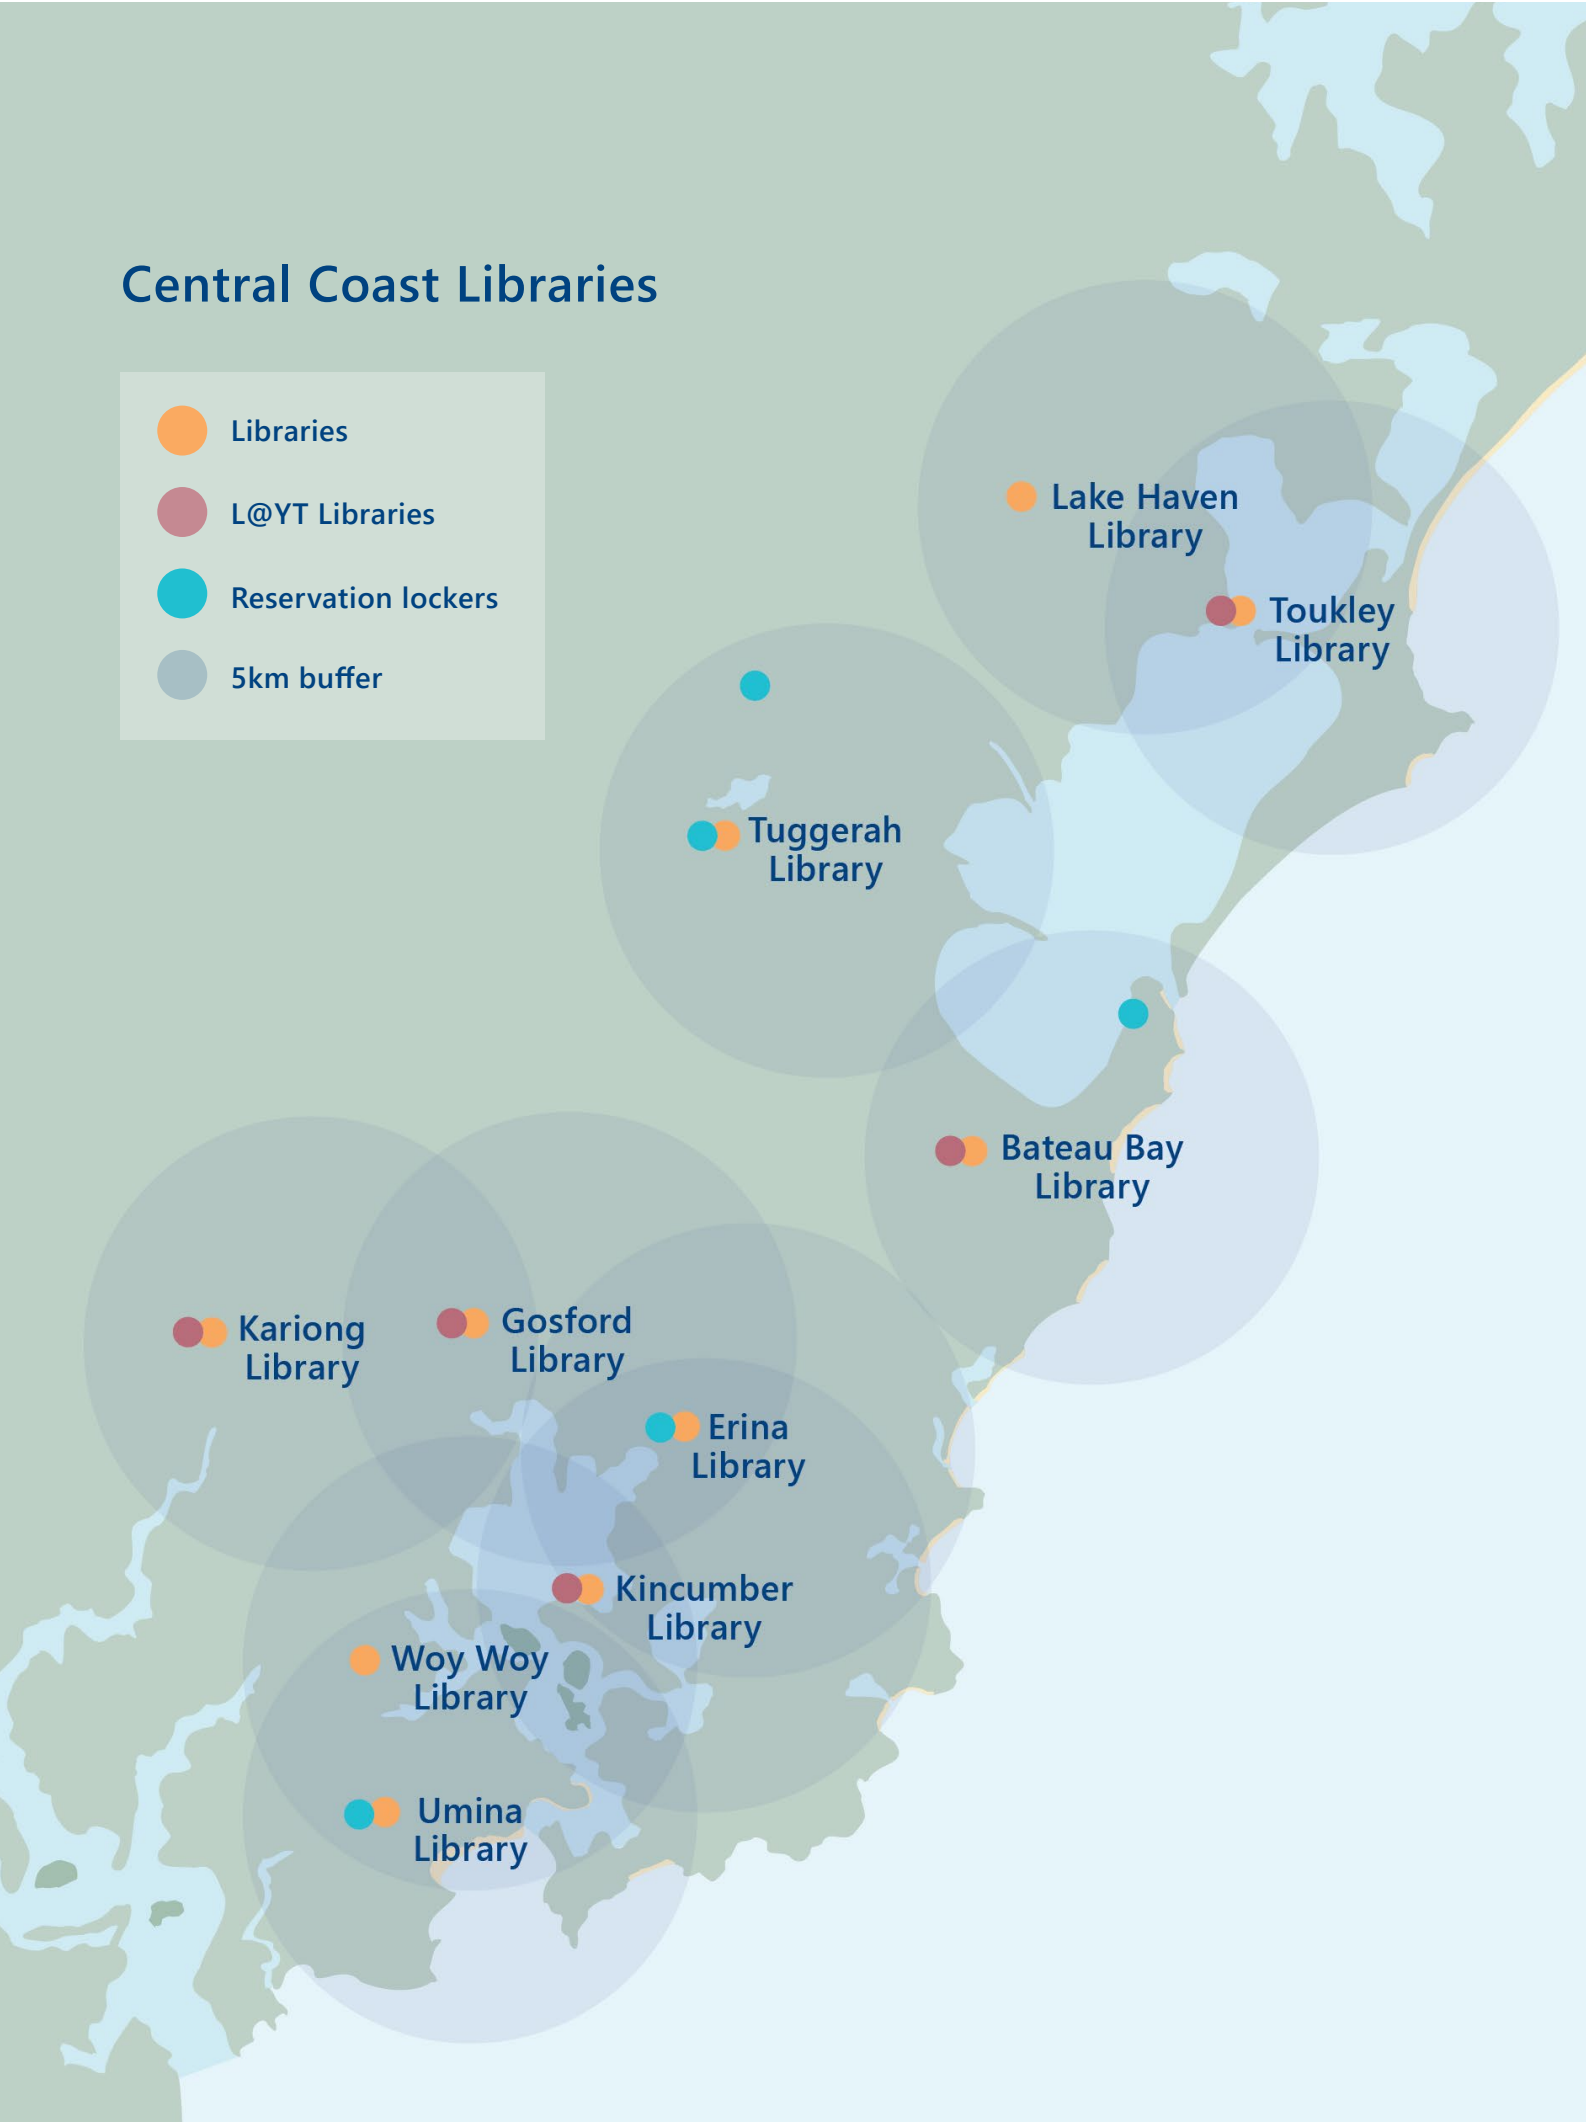 Central Coast Libraries
Libraries
L@YT Libraries
Reservation lockers
5km buffer
Lake Haven
Library
Toukley
Library
Tuggerah
Library
Bateau Bay
Library
Kariong
Library
Gosford
Library
Erina
Library
Kincumber
Library
Woy Woy
Library
Umina
Library